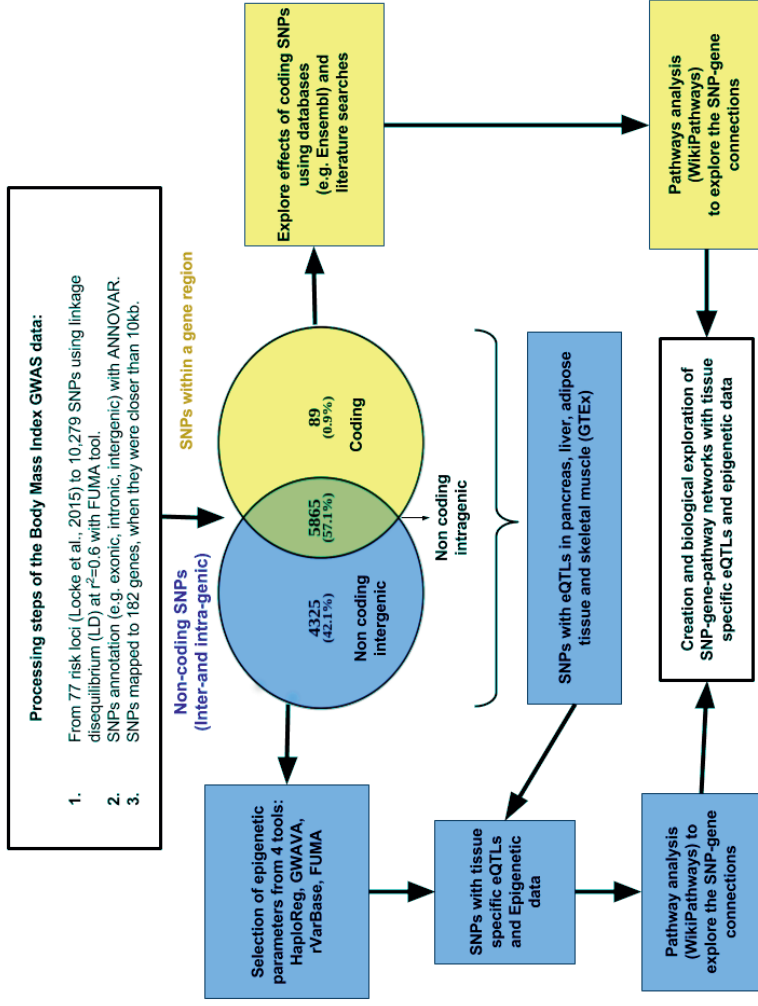 Processing steps of the Body Mass Index GWAS data:
1. From 77 risk loci (Locke et al., 2015) to 10,279 SNPs using linkage
disequilibrium (LD) at r²=0.6 with FUMA tool.
2. SNPs annotation (e.g. exonic, intronic, intergenic) with ANNOVAR.
3. SNPs mapped to 182 genes, when they were closer than 10kb.
Non-coding SNPs
(Inter-and intra-genic)
SNPs within a gene region
4325
(42.1%)
Non coding
intergenic
5865
(57.1%)
89
(0.9%)
Coding
Non coding
intragenic
Selection of epigenetic
parameters from 4 tools:
HaploReg, GWAVA,
rVarBase, FUMA
Explore effects of coding SNPs
using databases
(e.g. Ensembl) and
literature searches
SNPs with eQTLs in pancreas, liver, adipose
tissue and skeletal muscle (GTEx)
SNPs with tissue
specific eQTLs
and Epigenetic
data
Pathway analysis
(WikiPathways) to
explore the SNP-gene
connections
Creation and biological exploration of
SNP-gene-pathway networks with tissue
specific eQTLs and epigenetic data
Pathways analysis
(WikiPathways)
to explore the SNP-gene
connections